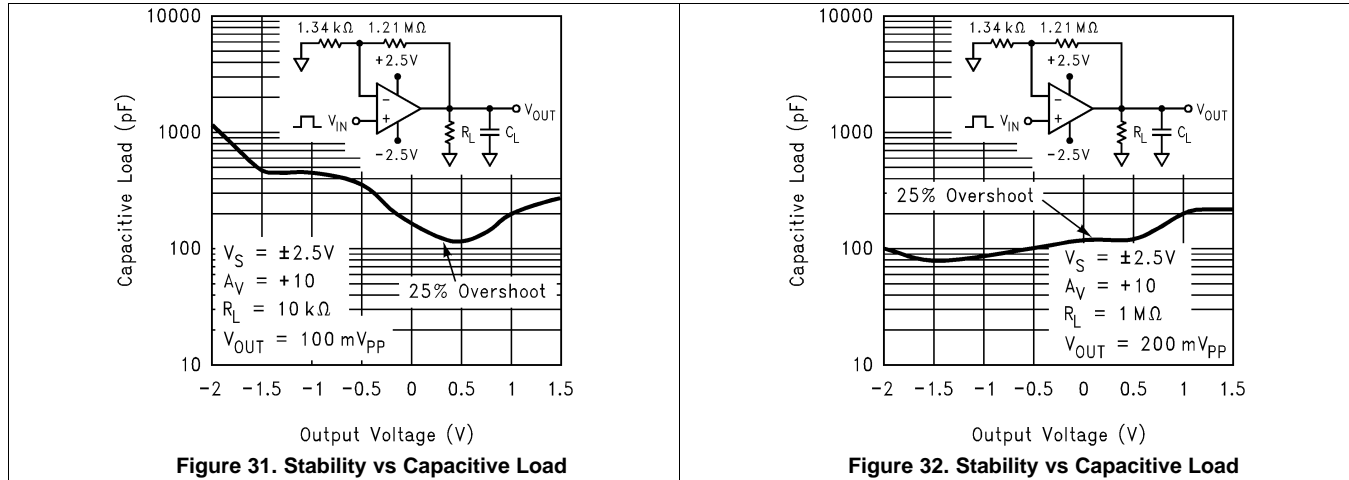 10000
1000
100
10
Capacitive Load (pF)
1.34 kΩ
1.21 MΩ
+2.5V
−
+
V_IN
−2.5V
R_L
C_L
V_OUT
V_S = ±2.5V
A_V = +10
R_L = 10 kΩ
V_OUT = 100 mV_PP
25% Overshoot
-2 -1.5 -1 -0.5 0 0.5 1 1.5
Output Voltage (V)
Figure 31. Stability vs Capacitive Load
10000
1000
100
10
Capacitive Load (pF)
1.34 kΩ
1.21 MΩ
+2.5V
−
+
V_IN
−2.5V
R_L
C_L
V_OUT
25% Overshoot
V_S = ±2.5V
A_V = +10
R_L = 1 MΩ
V_OUT = 200 mV_PP
-2 -1.5 -1 -0.5 0 0.5 1 1.5
Output Voltage (V)
Figure 32. Stability vs Capacitive Load